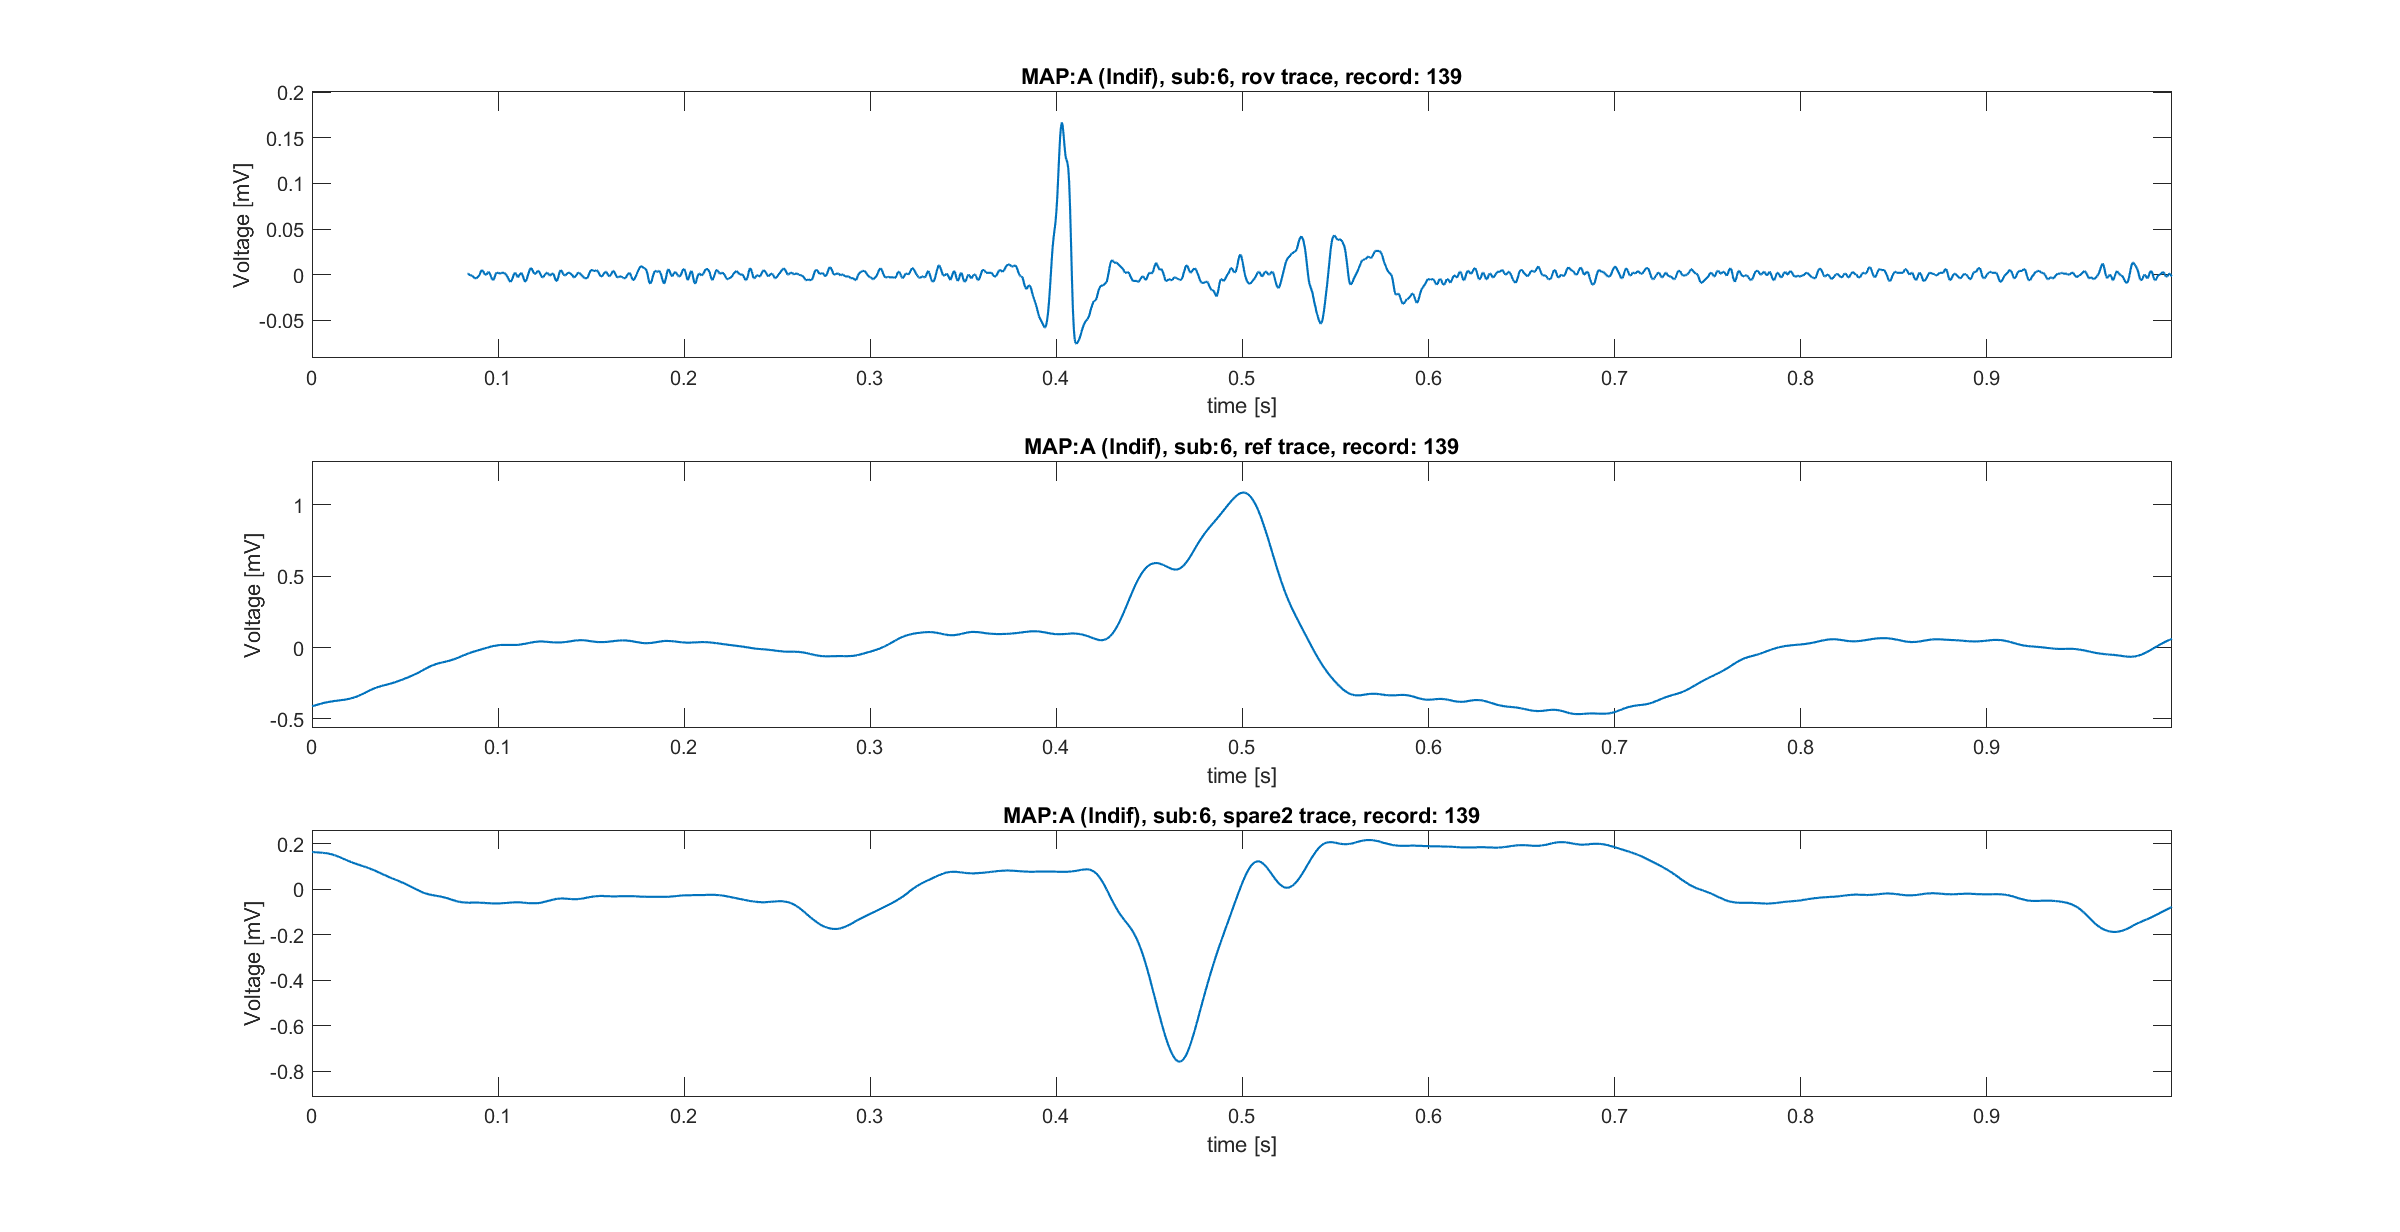 MAP:A (Indif), sub:6, rov trace, record: 139
0.2
0.15
0.1
0.05
0
-0.05
Voltage [mV]
0 0.1 0.2 0.3 0.4 0.5 0.6 0.7 0.8 0.9
time [s]
MAP:A (Indif), sub:6, ref trace, record: 139
1
0.5
0
-0.5
Voltage [mV]
0 0.1 0.2 0.3 0.4 0.5 0.6 0.7 0.8 0.9
time [s]
MAP:A (Indif), sub:6, spare2 trace, record: 139
0.2
0
-0.2
-0.4
-0.6
-0.8
Voltage [mV]
0 0.1 0.2 0.3 0.4 0.5 0.6 0.7 0.8 0.9
time [s]